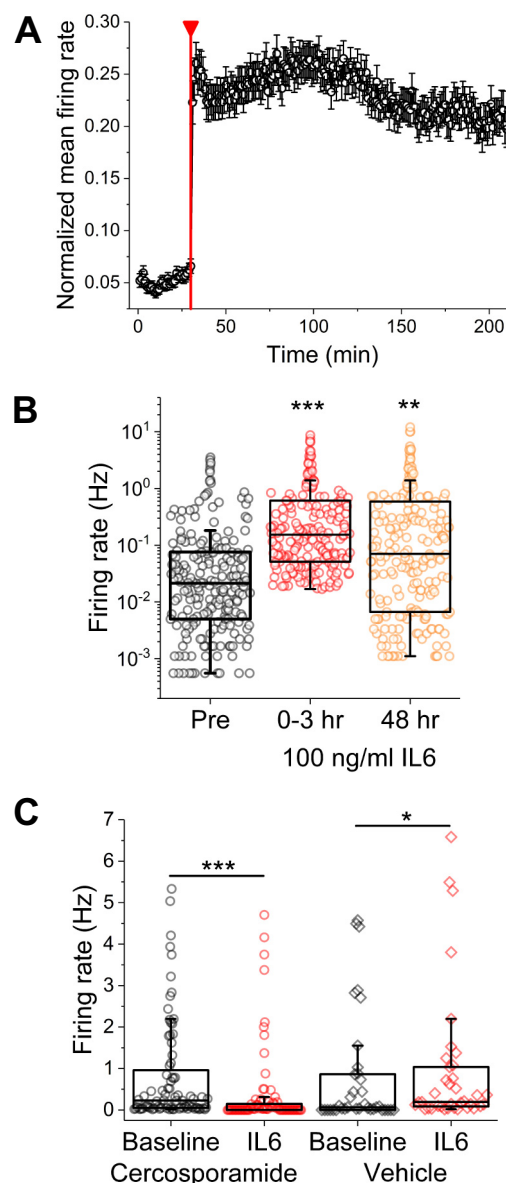 A
Normalized mean firing rate
0.30
0.25
0.20
0.15
0.10
0.05
0 50 100 150 200
Time (min)
B
Firing rate (Hz)
*** **
10¹
10⁰
10⁻¹
10⁻²
10⁻³
Pre 0-3 hr 48 hr
100 ng/ml IL6
C
Firing rate (Hz)
7
6
5
4
3
2
1
0
*** *
Baseline IL6 Baseline IL6
Cercosporamide Vehicle